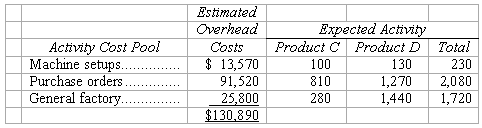 Estimated
Overhead Expected Activity
Activity Cost Pool Costs Product C Product D Total
Machine setups............... $ 13,570 100 130 230
Purchase orders............... 91,520 810 1,270 2,080
General factory............... 25,800 280 1,440 1,720
$130,890